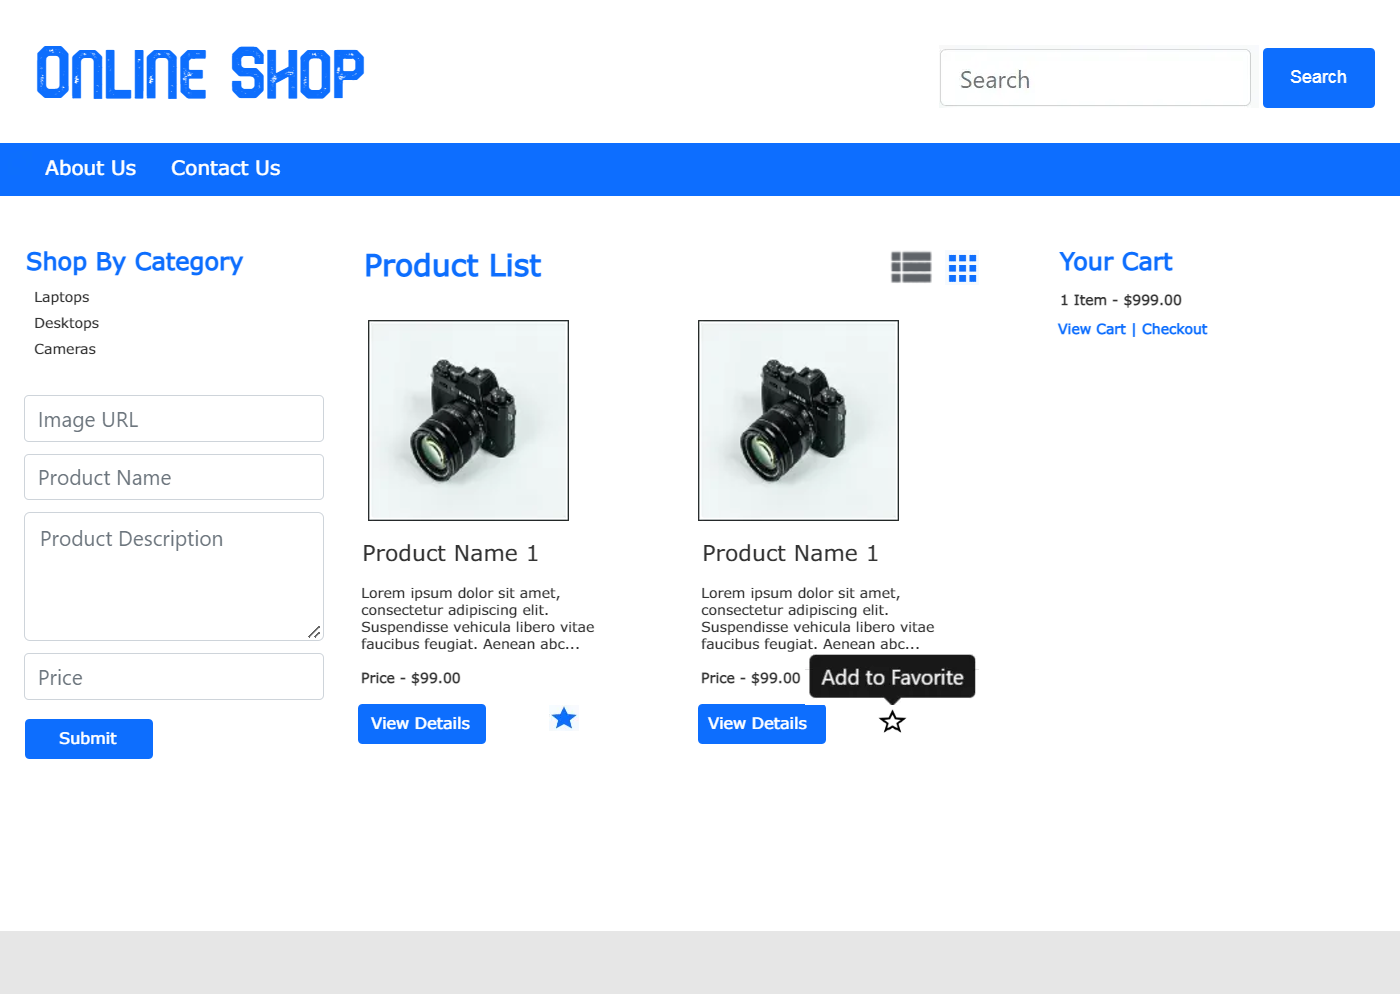 Online Shop
Search
Search
About Us
Contact Us
Shop By Category
Laptops
Desktops
Cameras
Image URL
Product Name
Product Description
Price
Submit
Product List
Product Name 1
Lorem ipsum dolor sit amet,
consectetur adipiscing elit.
Suspendisse vehicula libero vitae
faucibus feugiat. Aenean abc...
Price - $99.00
View Details
Product Name 1
Lorem ipsum dolor sit amet,
consectetur adipiscing elit.
Suspendisse vehicula libero vitae
faucibus feugiat. Aenean abc...
Price - $99.00
Add to Favorite
View Details
Your Cart
1 Item - $999.00
View Cart | Checkout